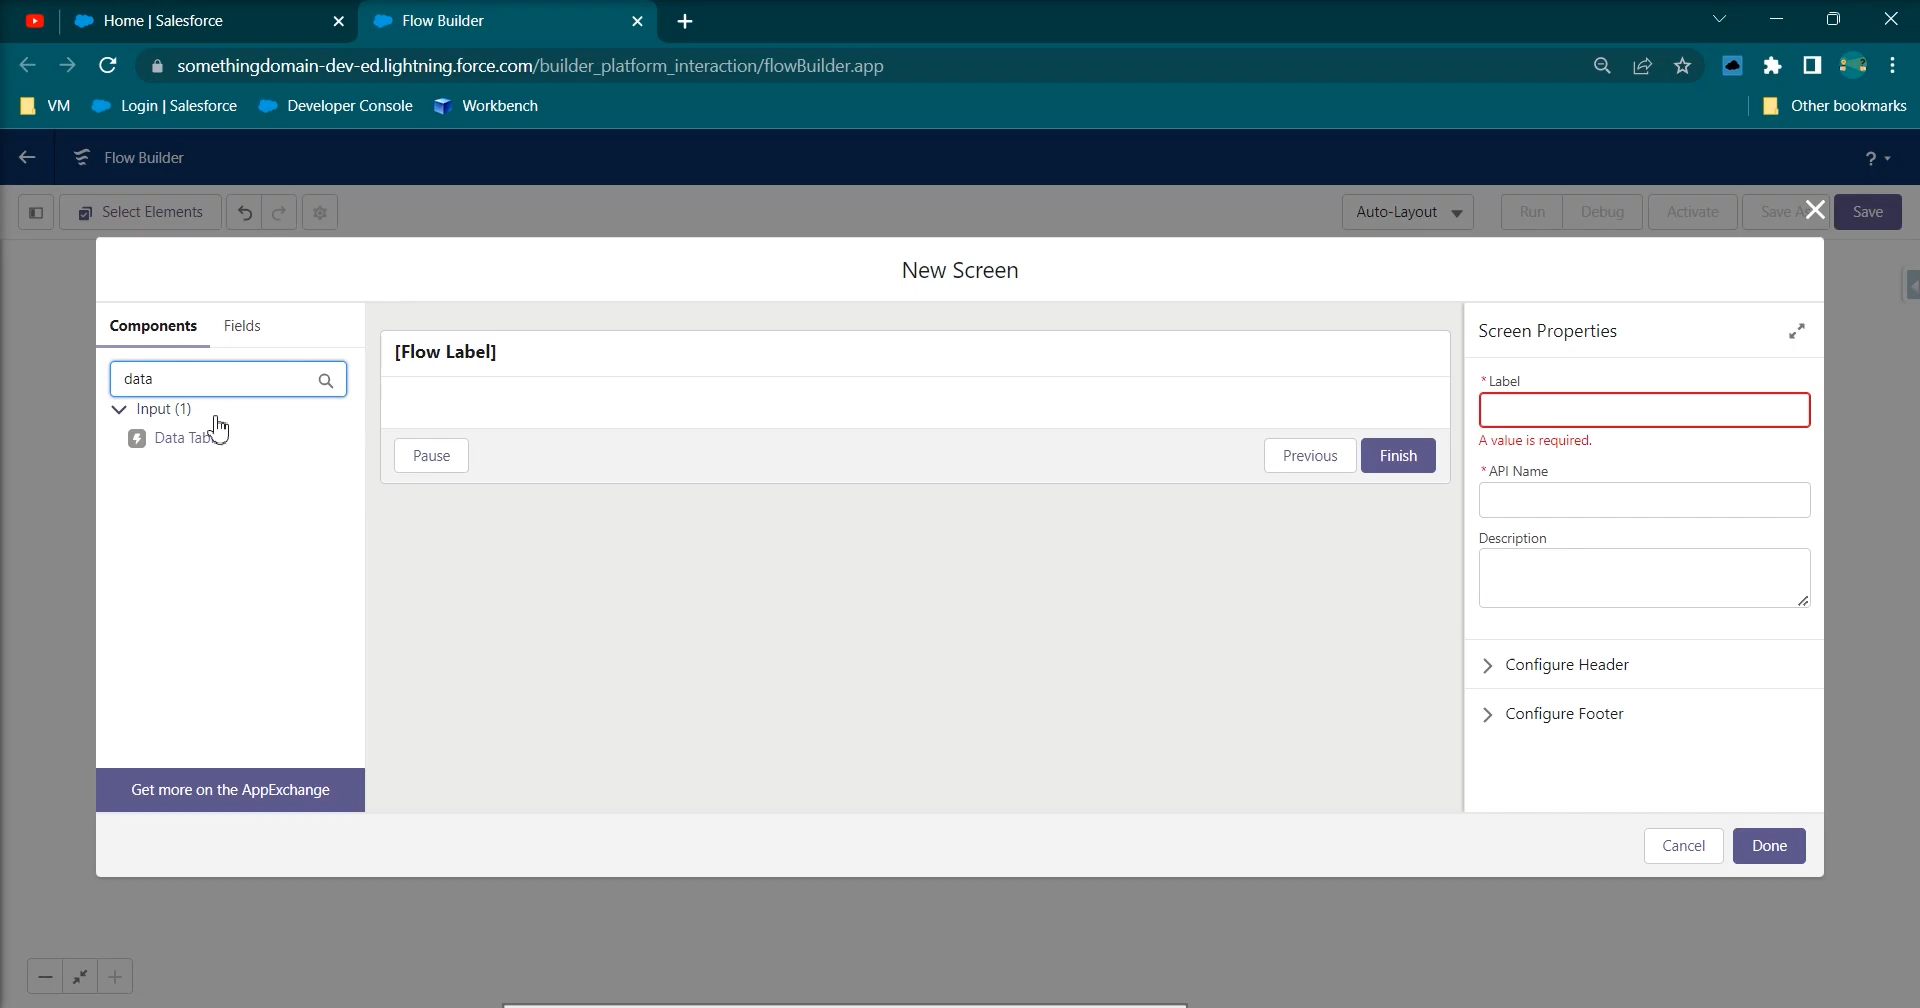 Home | Salesforce
Flow Builder
somethingdomain-dev-ed.lightning.force.com/builder_platform_interaction/flowBuilder.app
VM
Login | Salesforce
Developer Console
Workbench
Other bookmarks
Flow Builder
?
Select Elements
Auto-Layout
Run
Debug
Activate
Save
New Screen
Components
Fields
data
Input (1)
Data
Get more on the AppExchange
[Flow Label]
Pause
Previous
Finish
Screen Properties
* Label
A value is required.
* API Name
Description
Configure Header
Configure Footer
Cancel
Done